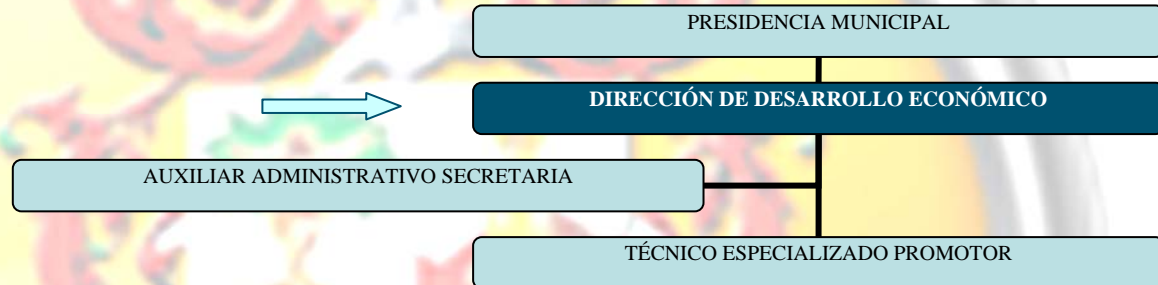 PRESIDENCIA MUNICIPAL
DIRECCIÓN DE DESARROLLO ECONÓMICO
AUXILIAR ADMINISTRATIVO SECRETARIA
TÉCNICO ESPECIALIZADO PROMOTOR